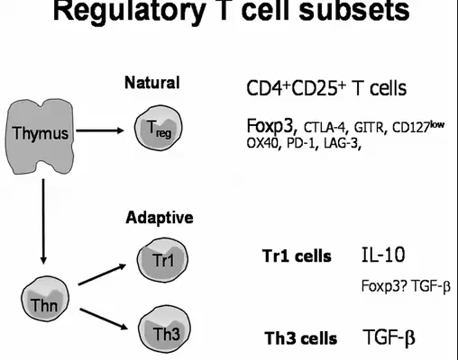 Regulatory T cell subsets
Natural
CD4⁺CD25⁺ T cells
Thymus
Treg
Foxp3, CTLA-4, GITR, CD127low
OX40, PD-1, LAG-3,
Adaptive
Tr1
Tr1 cells IL-10
Foxp3? TGF-β
Thn
Th3
Th3 cells TGF-β